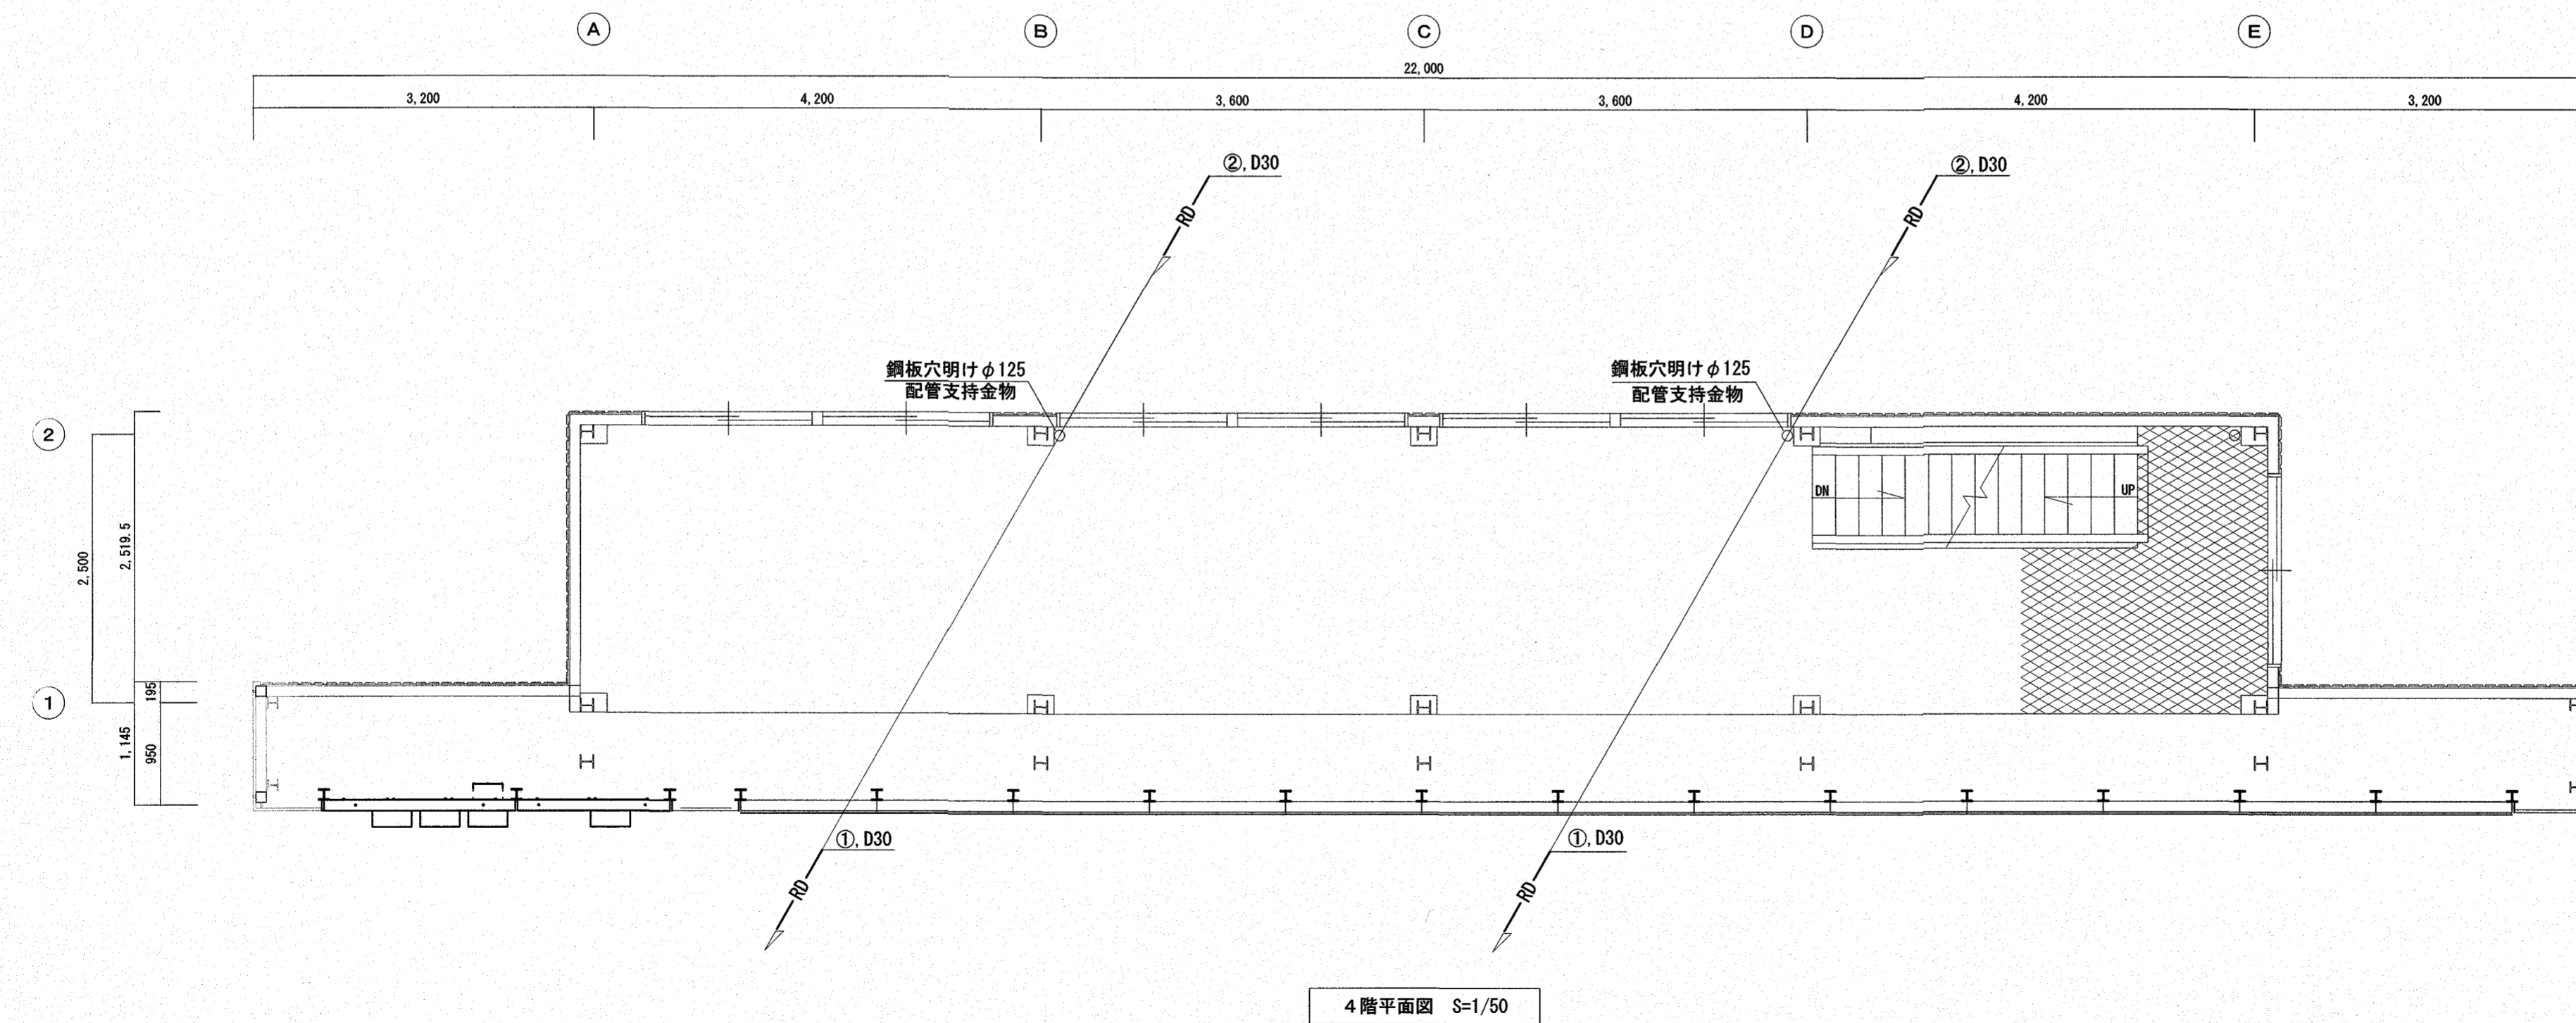 A B C D E
22,000
3,200 4,200 3,600 3,600 4,200 3,200
②, D30 ②, D30
RD RD
鋼板穴明けφ125
配管支持金物
鋼板穴明けφ125
配管支持金物
2
DN UP
2,500
2,519.5
195
1
1,145
950
①, D30 ①, D30
RD RD
4階平面図 S=1/50